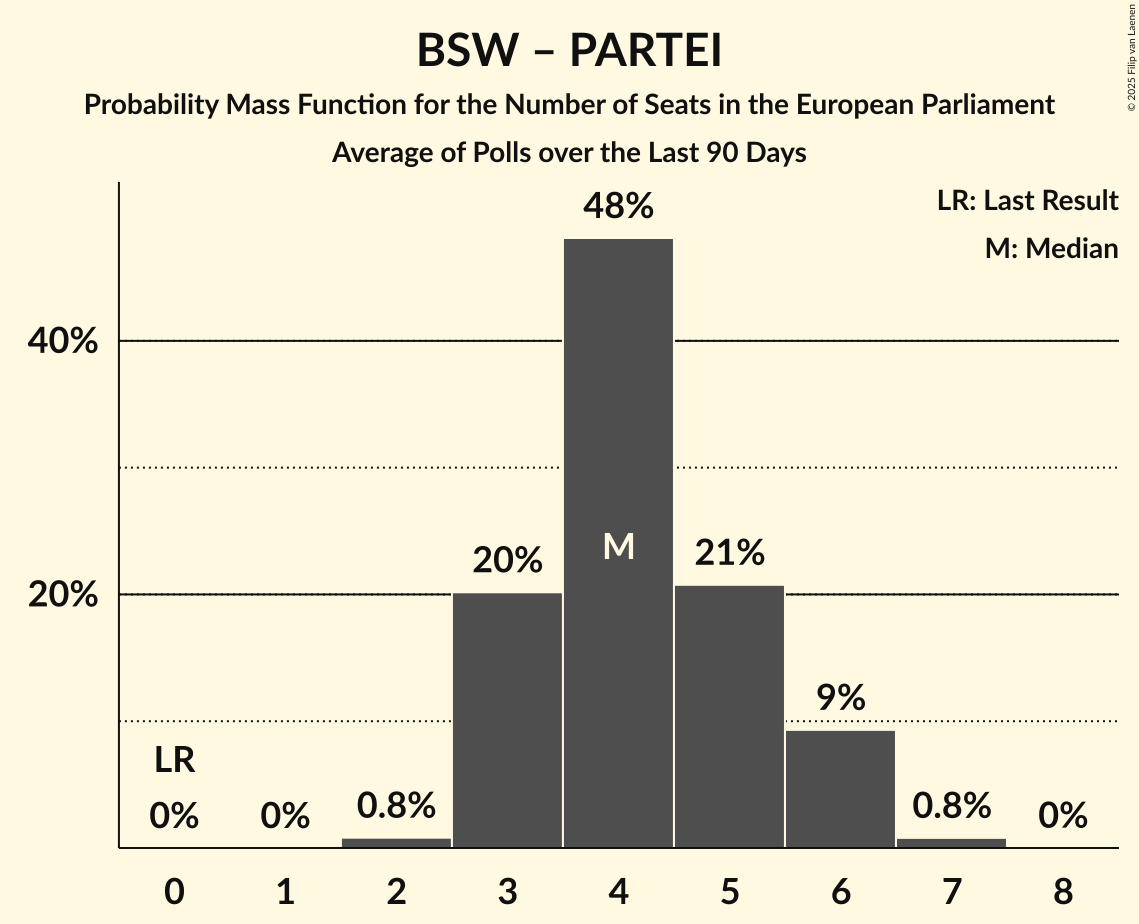 BSW – PARTEI
Probability Mass Function for the Number of Seats in the European Parliament
Average of Polls over the Last 90 Days
© 2025 Filip van Laenen
LR: Last Result
M: Median
48%
40%
M
20%
21%
20%
9%
LR
0%
0%
0.8%
0.8%
0%
0 1 2 3 4 5 6 7 8